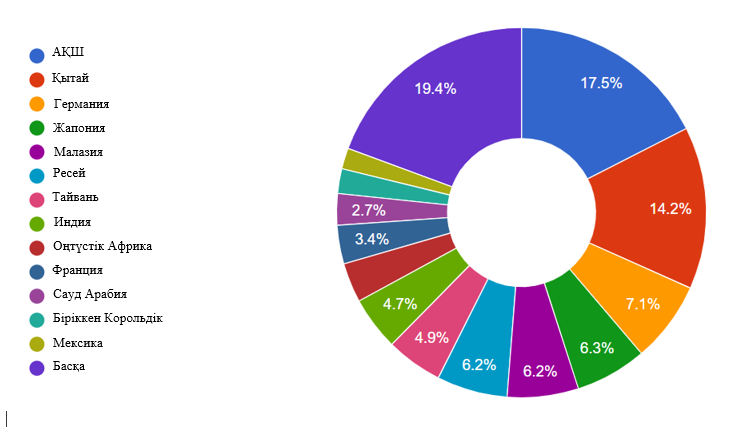 АҚШ
Қытай
Германия
Жапония
Малазия
Ресей
Тайвань
Индия
Оңтүстік Африка
Франция
Сауд Арабия
Біріккен Корольдік
Мексика
Басқа
19.4%
17.5%
14.2%
7.1%
6.3%
6.2%
6.2%
4.9%
4.7%
3.4%
2.7%